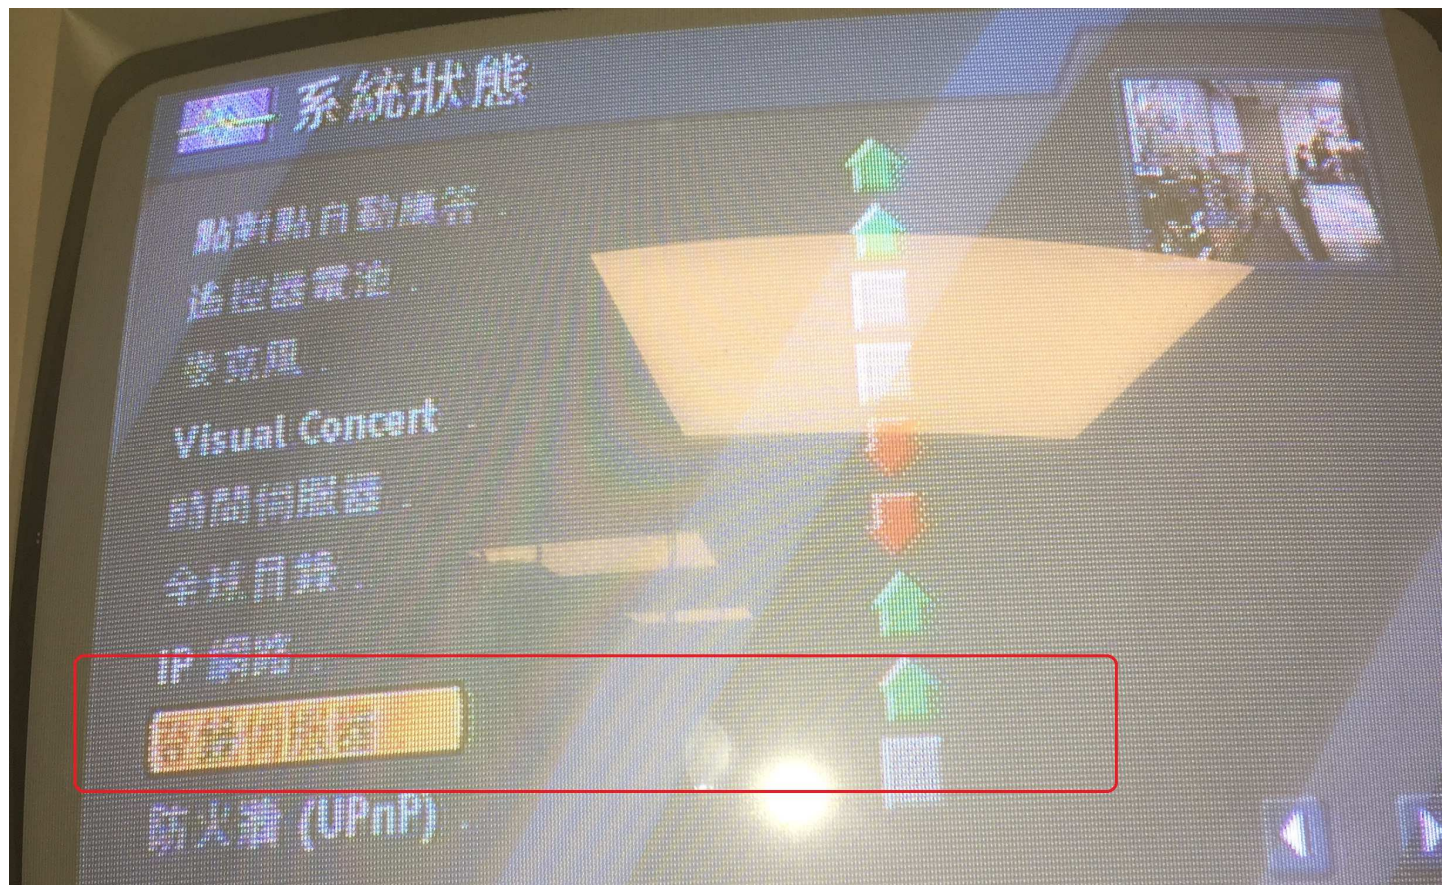 系統狀態
點對點自動應答 .
遙控器電池 .
麥克風 .
Visual Concert .
時間伺服器 .
全球目錄 .
IP 網路 .
防火牆 (UPnP) .